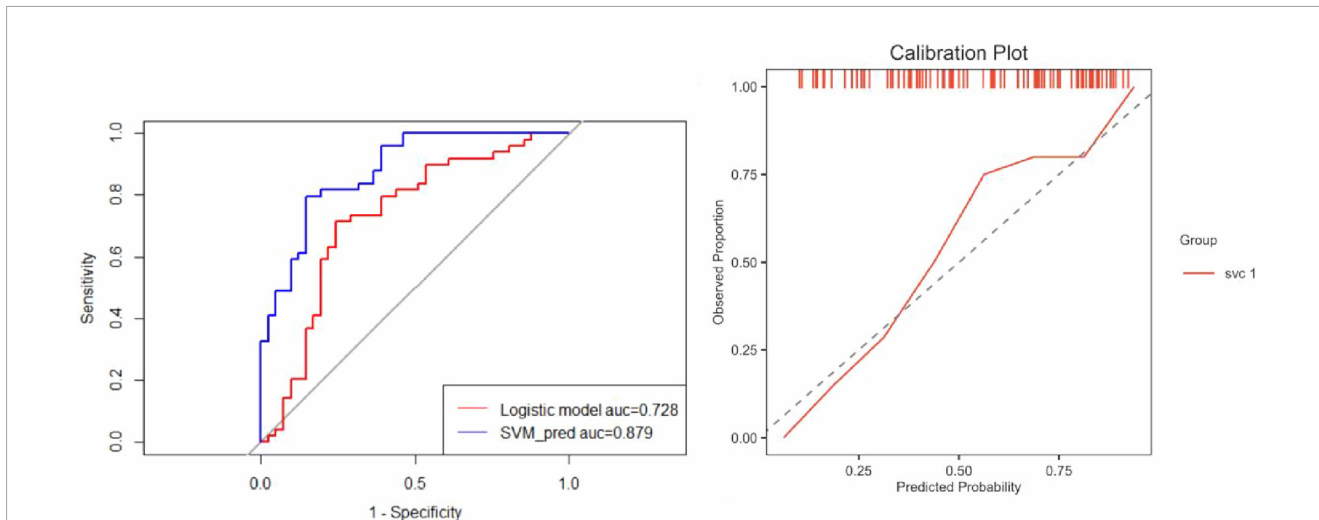 Sensitivity
1.0
0.8
0.6
0.4
0.2
0.0
Logistic model auc=0.728
SVM_pred auc=0.879
0.0
0.5
1.0
1 - Specificity
Calibration Plot
Observed Proportion
1.00
0.75
0.50
0.25
0.00
0.25
0.50
0.75
Predicted Probability
Group
svc 1